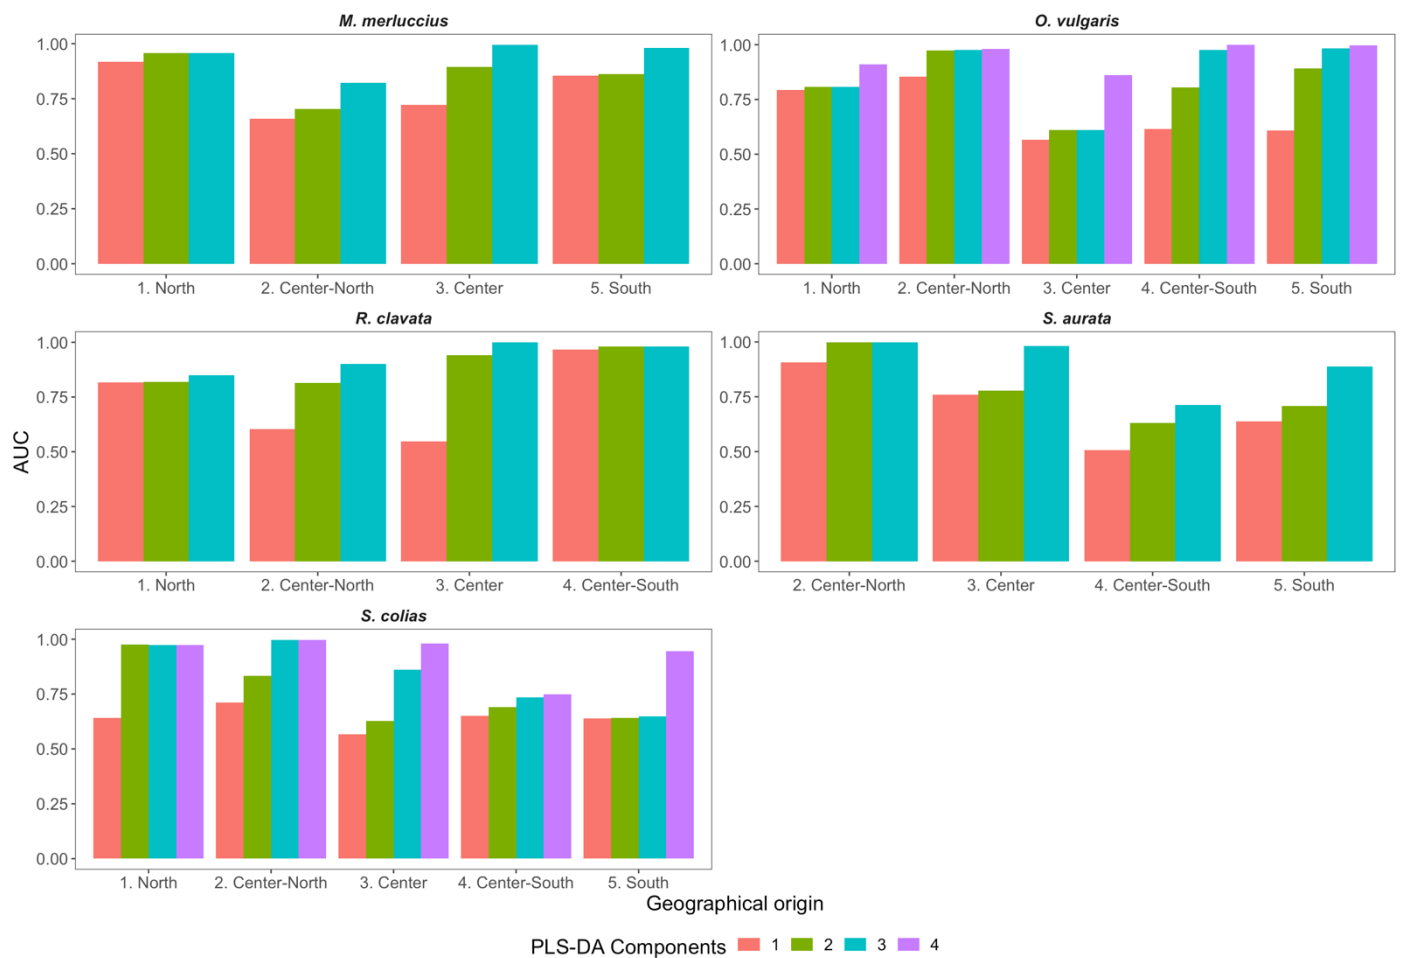 M. merluccius
O. vulgaris
1.00
0.75
0.50
0.25
0.00
1. North
2. Center-North
3. Center
5. South
1.00
0.75
0.50
0.25
0.00
1. North
2. Center-North
3. Center
4. Center-South
5. South
R. clavata
S. aurata
1.00
0.75
0.50
0.25
0.00
1. North
2. Center-North
3. Center
4. Center-South
1.00
0.75
0.50
0.25
0.00
2. Center-North
3. Center
4. Center-South
5. South
AUC
S. colias
1.00
0.75
0.50
0.25
0.00
1. North
2. Center-North
3. Center
4. Center-South
5. South
Geographical origin
PLS-DA Components 1 2 3 4